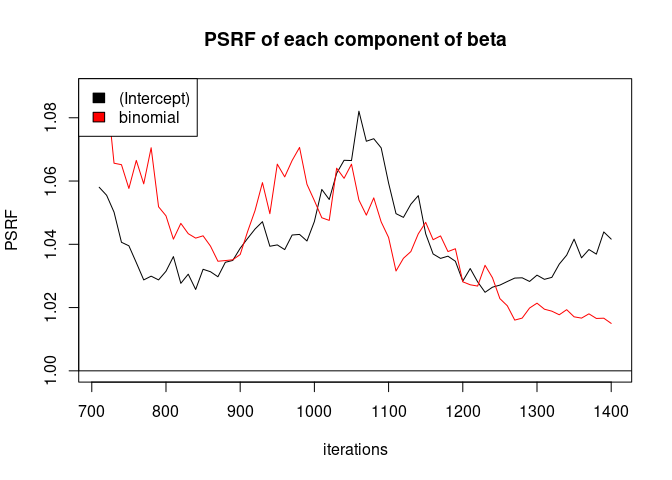 PSRF of each component of beta
(Intercept)
binomial
PSRF
1.08
1.06
1.04
1.02
1.00
700 800 900 1000 1100 1200 1300 1400
iterations